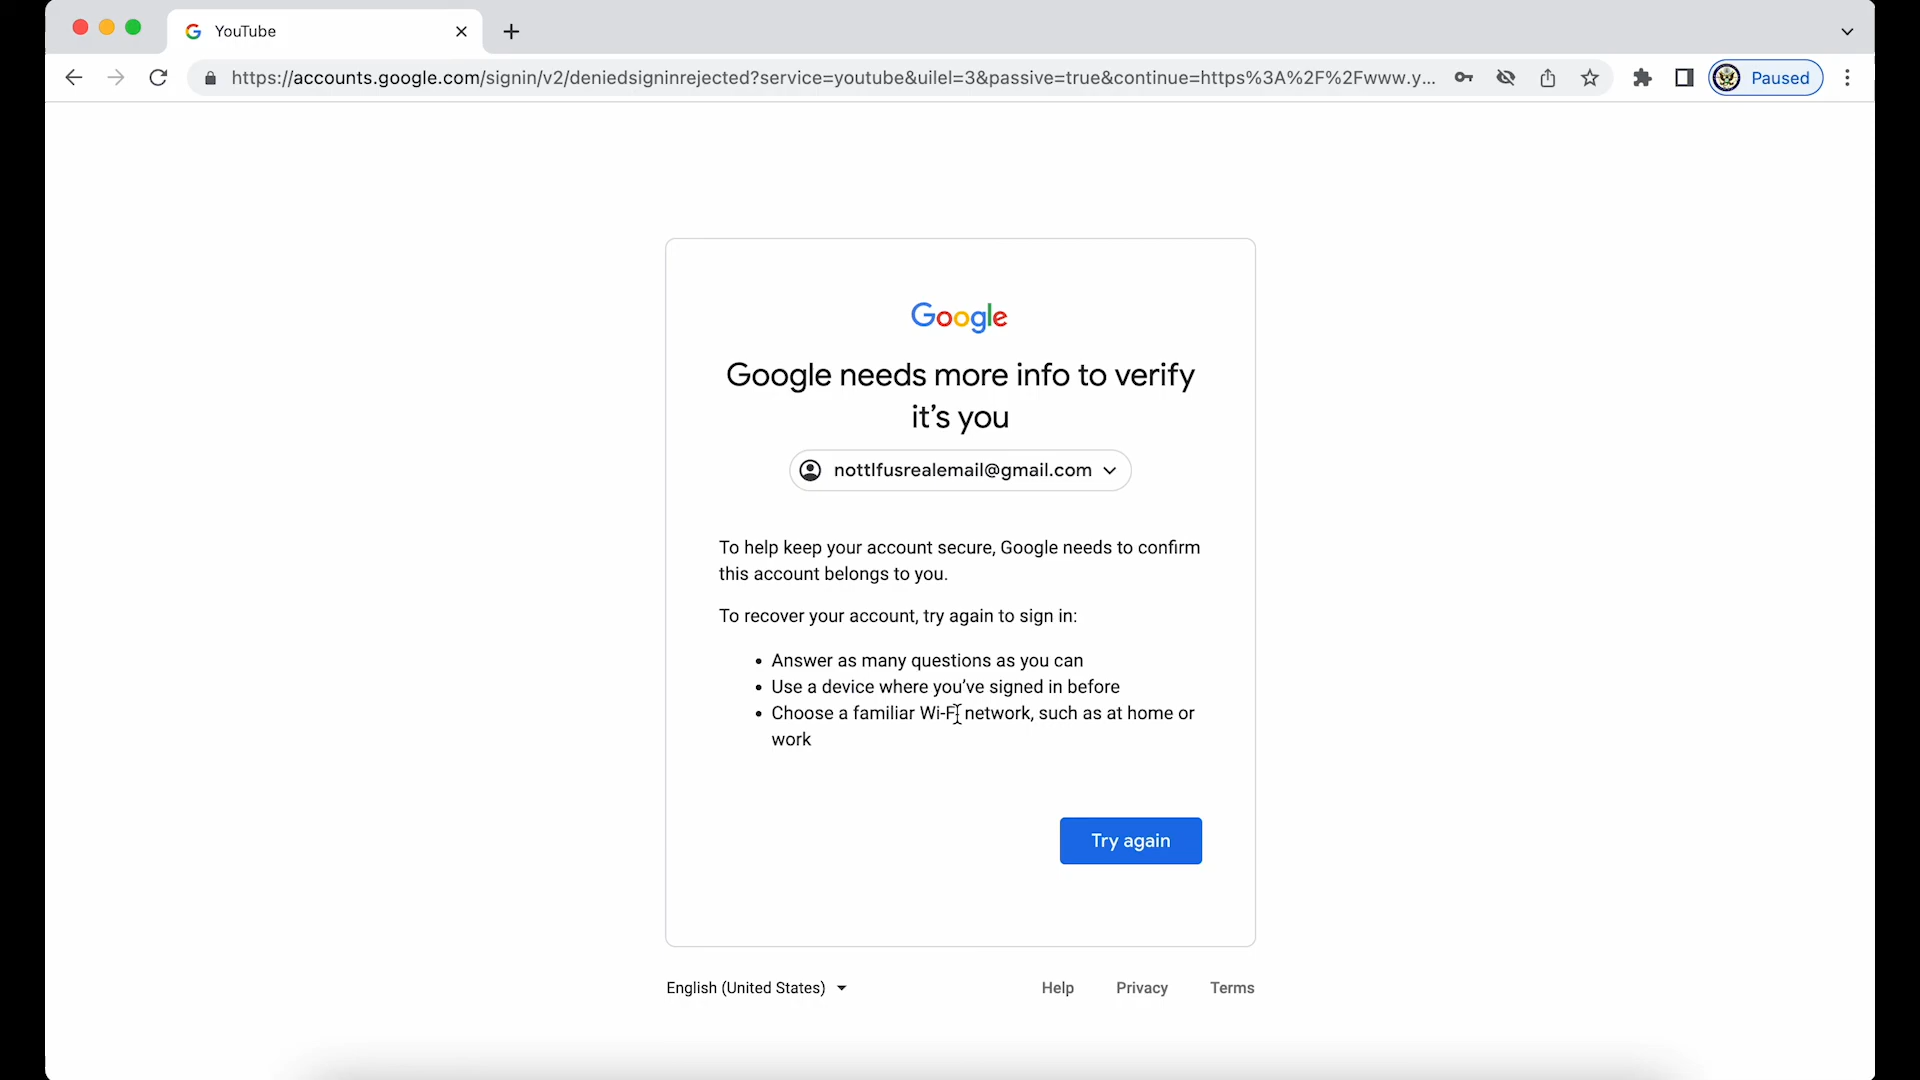 YouTube
https://accounts.google.com/signin/v2/deniedsigninrejected?service=youtube&uilel=3&passive=true&continue=https%3A%2F%2Fwww.y...
Paused
Google
Google needs more info to verify
it's you
nottlfusrealemail@gmail.com
To help keep your account secure, Google needs to confirm
this account belongs to you.
To recover your account, try again to sign in:
• Answer as many questions as you can
• Use a device where you've signed in before
• Choose a familiar Wi-Fi network, such as at home or
work
Try again
English (United States)
Help Privacy Terms